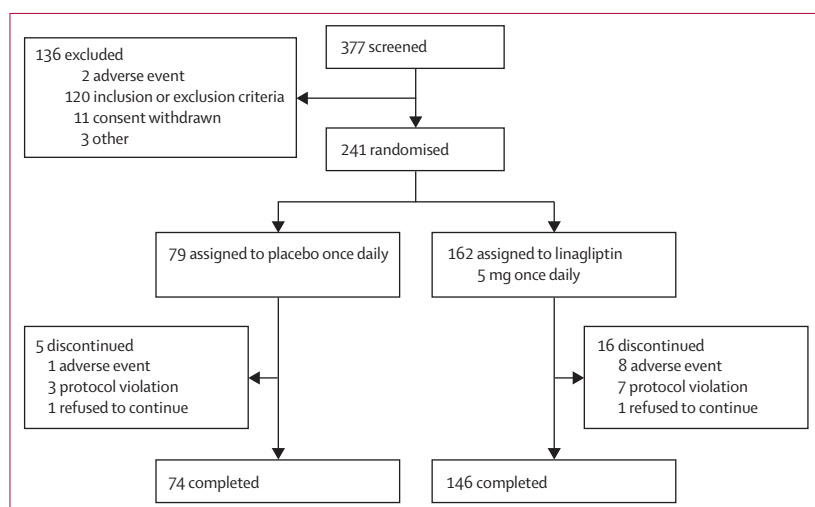 377 screened
136 excluded
2 adverse event
120 inclusion or exclusion criteria
11 consent withdrawn
3 other
241 randomised
79 assigned to placebo once daily
162 assigned to linagliptin
5 mg once daily
5 discontinued
1 adverse event
3 protocol violation
1 refused to continue
16 discontinued
8 adverse event
7 protocol violation
1 refused to continue
74 completed
146 completed